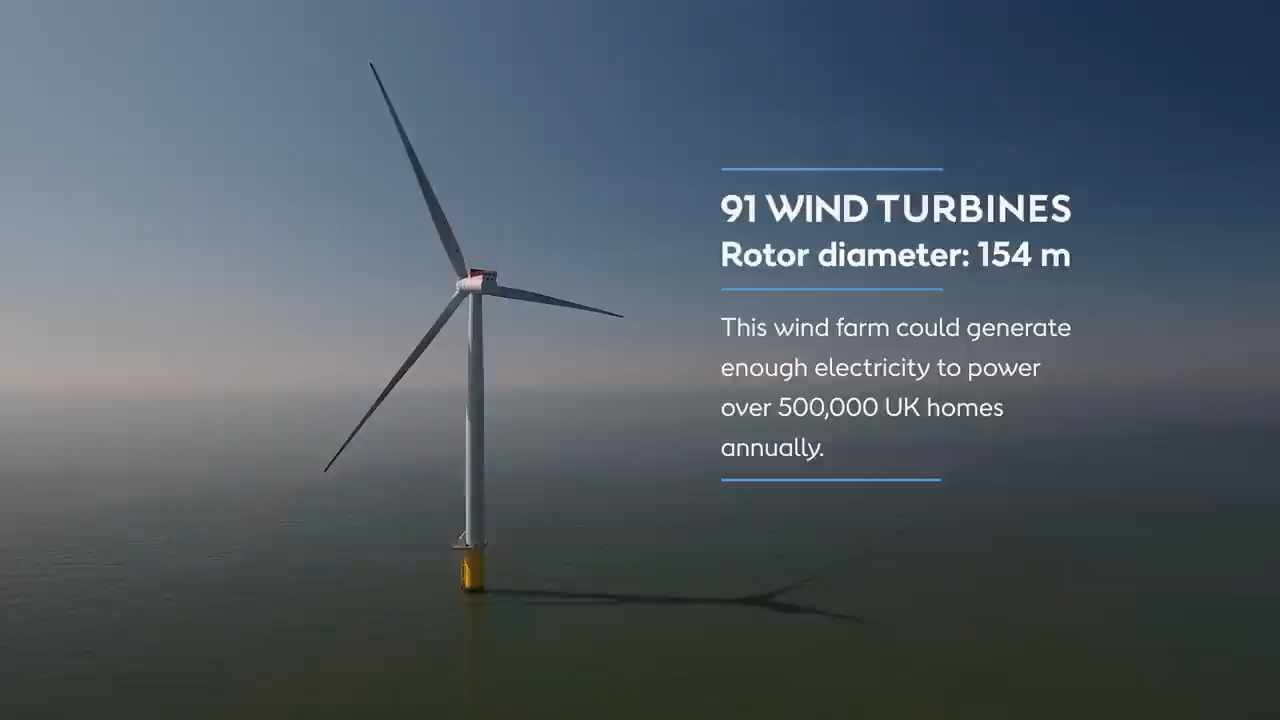 91 WIND TURBINES
Rotor diameter: 154 m
This wind farm could generate
enough electricity to power
over 500,000 UK homes
annually.